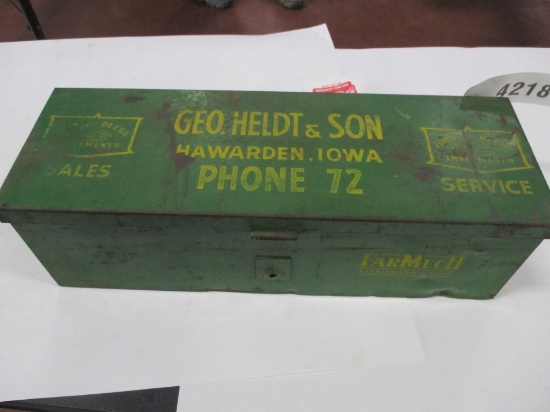 GEO. HELDT & SON
HAWARDEN. IOWA
PHONE 72
SALES
SERVICE
FARMECH
4218